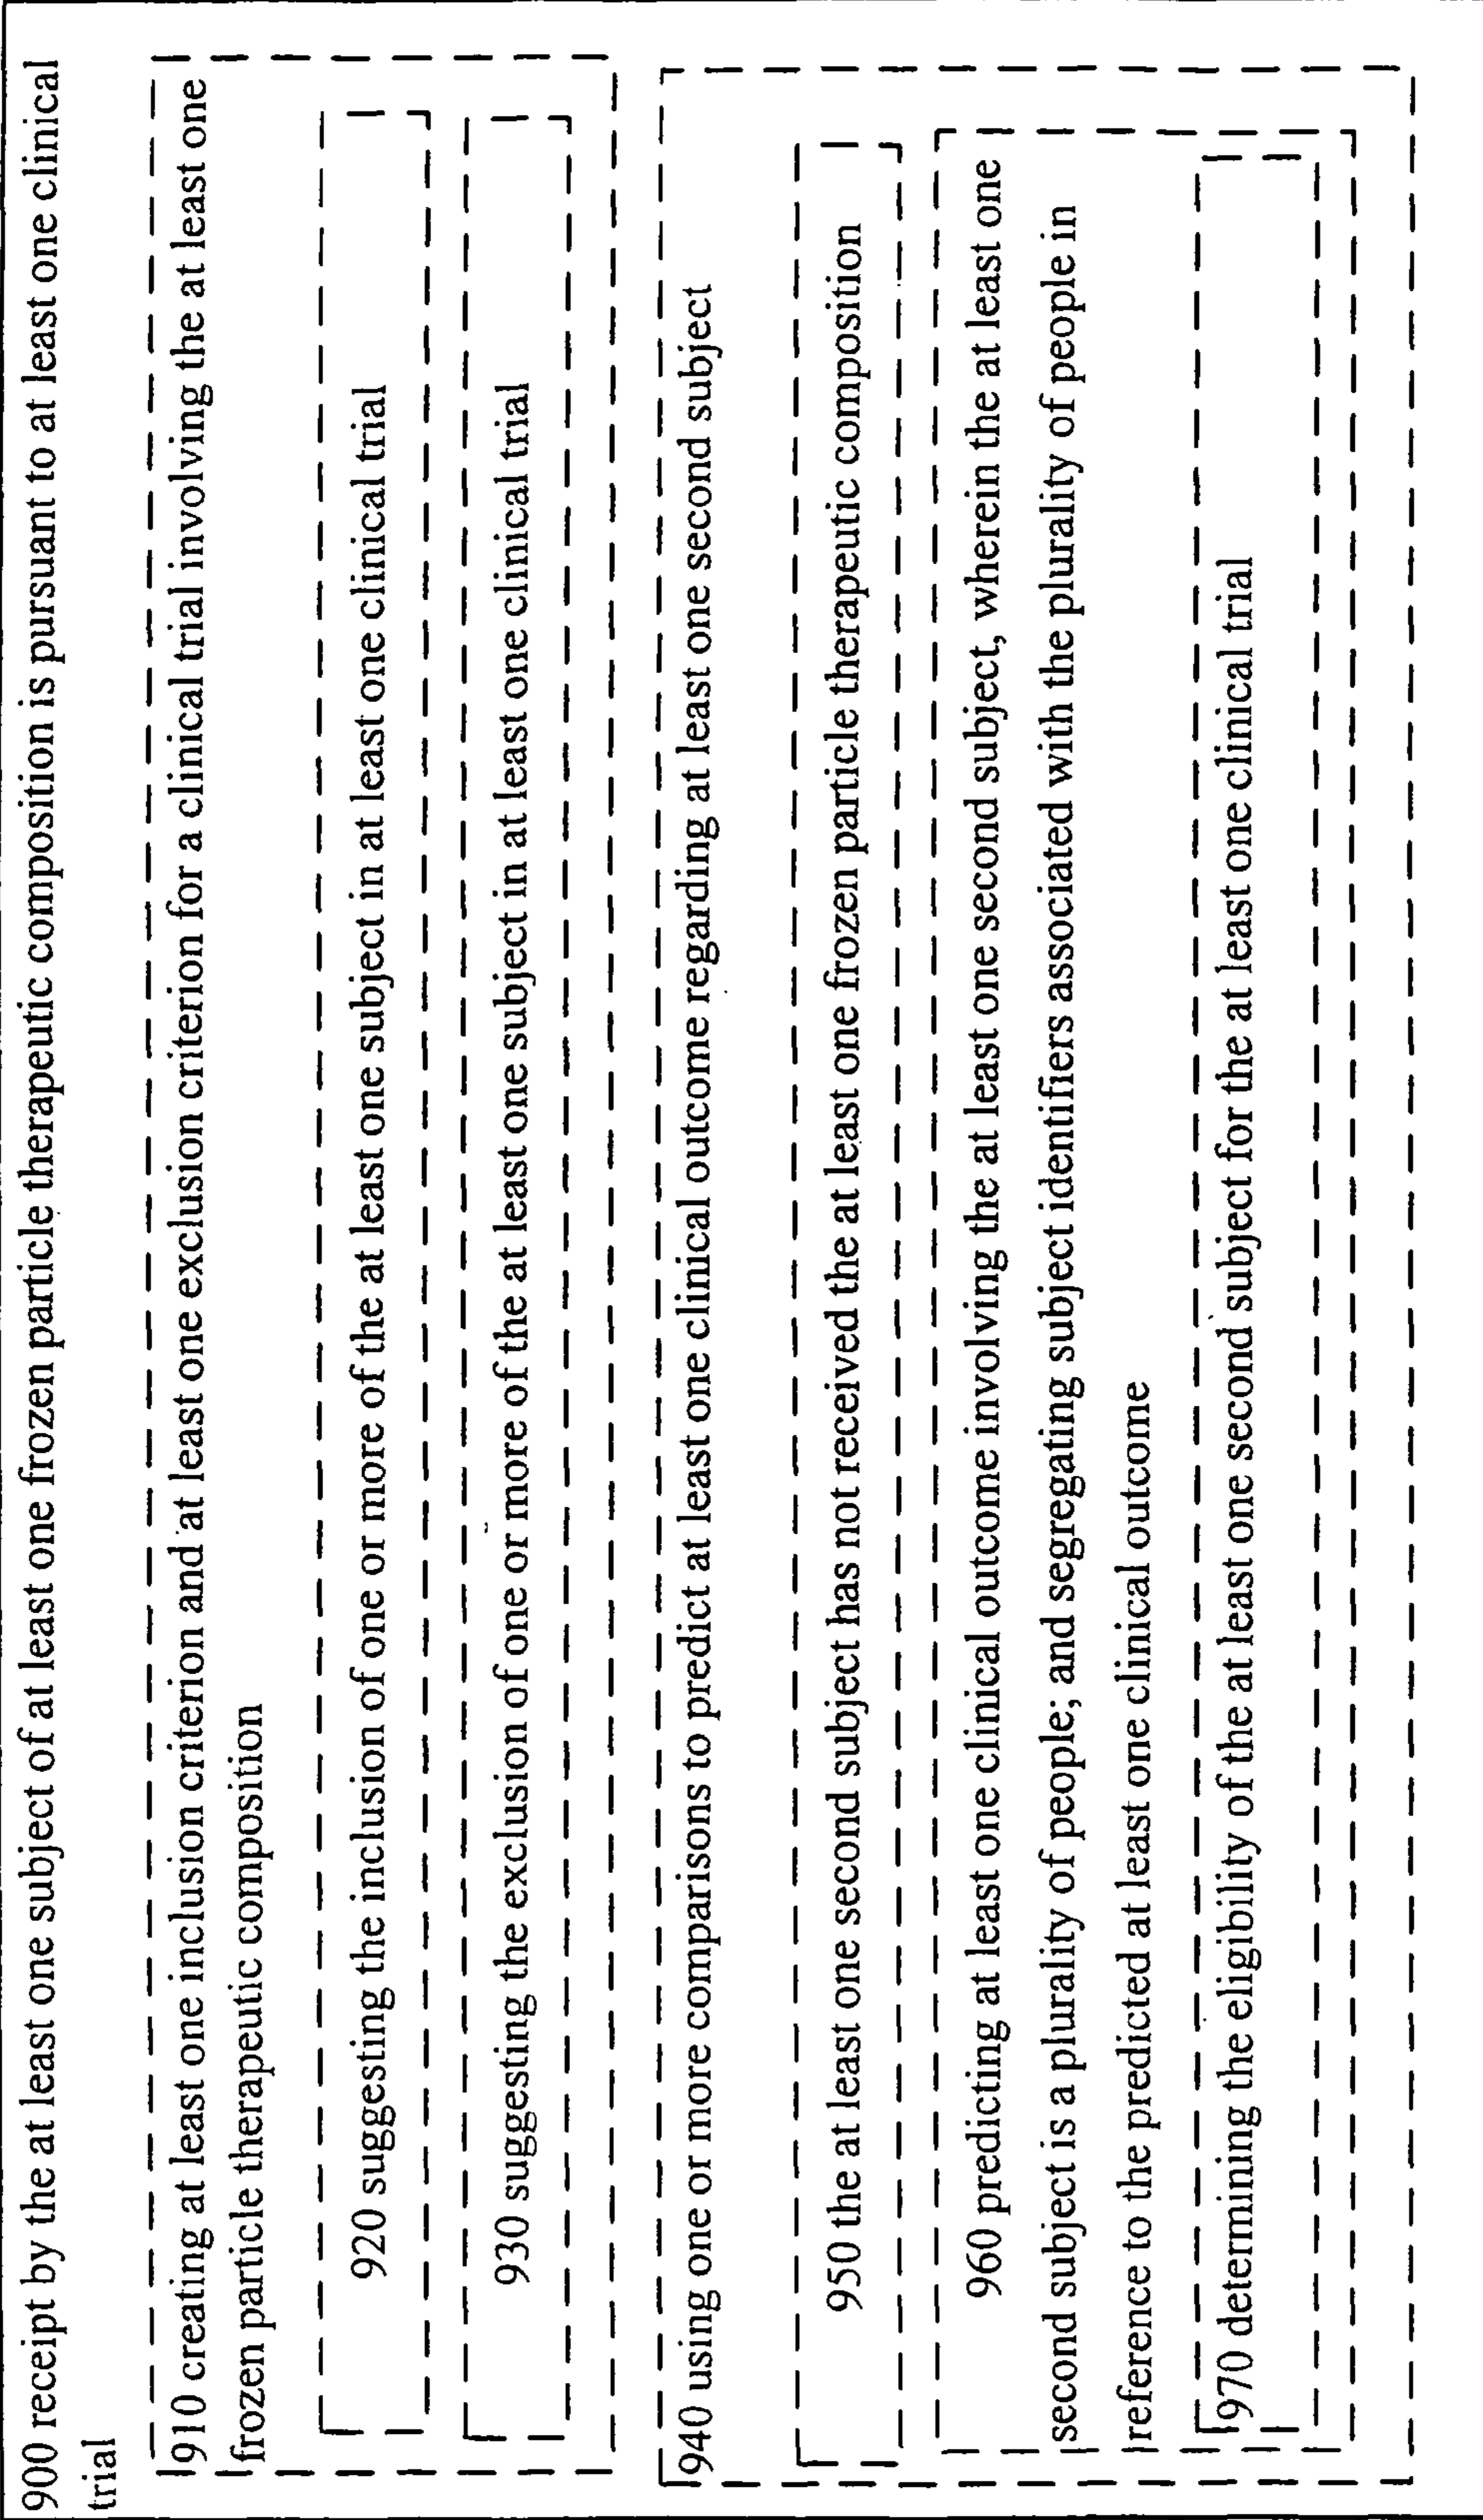 900 receipt by the at least one subject of at least one frozen particle therapeutic composition is pursuant to at least one clinical
trial
910 creating at least one inclusion criterion and at least one exclusion criterion for a clinical trial involving the at least one
frozen particle therapeutic composition
920 suggesting the inclusion of one or more of the at least one subject in at least one clinical trial
930 suggesting the exclusion of one or more of the at least one subject in at least one clinical trial
940 using one or more comparisons to predict at least one clinical outcome regarding at least one second subject
950 the at least one second subject has not received the at least one frozen particle therapeutic composition
960 predicting at least one clinical outcome involving the at least one second subject, wherein the at least one
second subject is a plurality of people; and segregating subject identifiers associated with the plurality of people in
reference to the predicted at least one clinical outcome
970 determining the eligibility of the at least one second subject for the at least one clinical trial